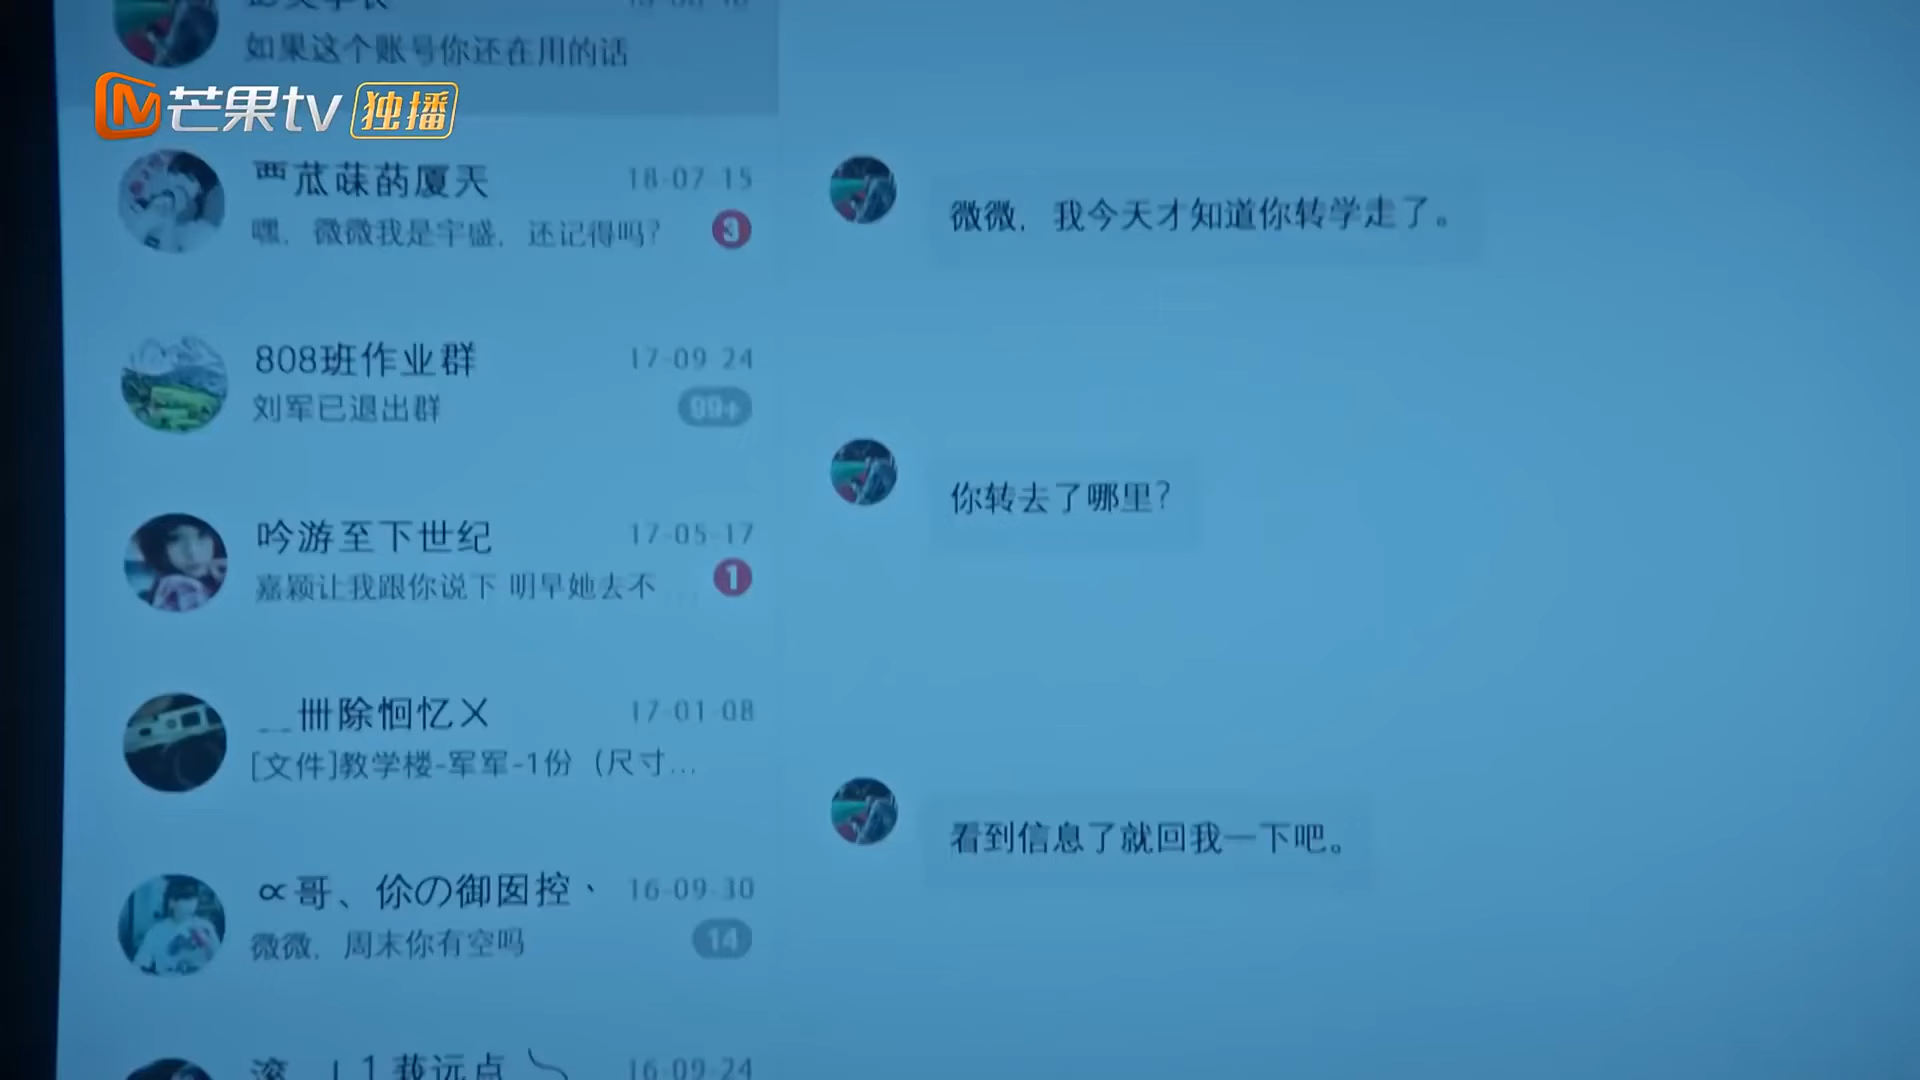 如果这个账号你还在用的话
芒果tv 独播
覀苽菋菂厦天 18-07-15
嘿，微微我是宇盛，还记得吗？ 3
808班作业群 17-09-24
刘军已退出群 99+
吟游至下世纪 17-05-17
嘉颖让我跟你说下 明早她去不... 1
__卌除恛忆乂 17-01-08
[文件]教学楼-军军-1份（尺寸...
∝哥、伱の御囡控丶 16-09-30
微微，周末你有空吗 14
16-09-24
微微，我今天才知道你转学走了。
你转去了哪里？
看到信息了就回我一下吧。